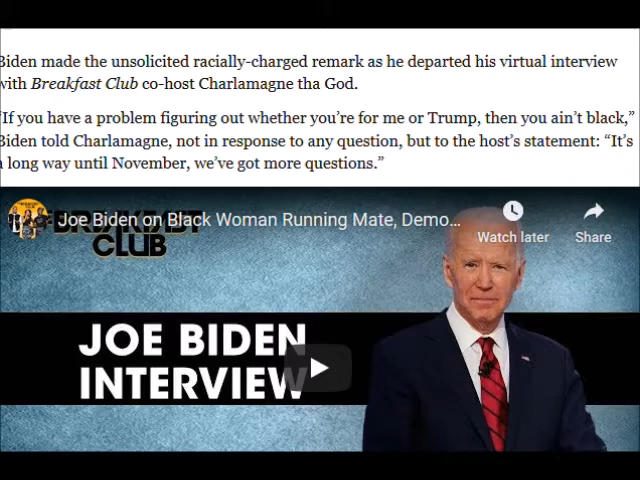 Biden made the unsolicited racially-charged remark as he departed his virtual interview
with Breakfast Club co-host Charlamagne tha God.
"If you have a problem figuring out whether you're for me or Trump, then you ain't black,"
Biden told Charlamagne, not in response to any question, but to the host's statement: "It's
a long way until November, we've got more questions."
Joe Biden on Black Woman Running Mate, Demo...
BREAKFAST
CLUB
Watch later
Share
JOE BIDEN
INTERVIEW